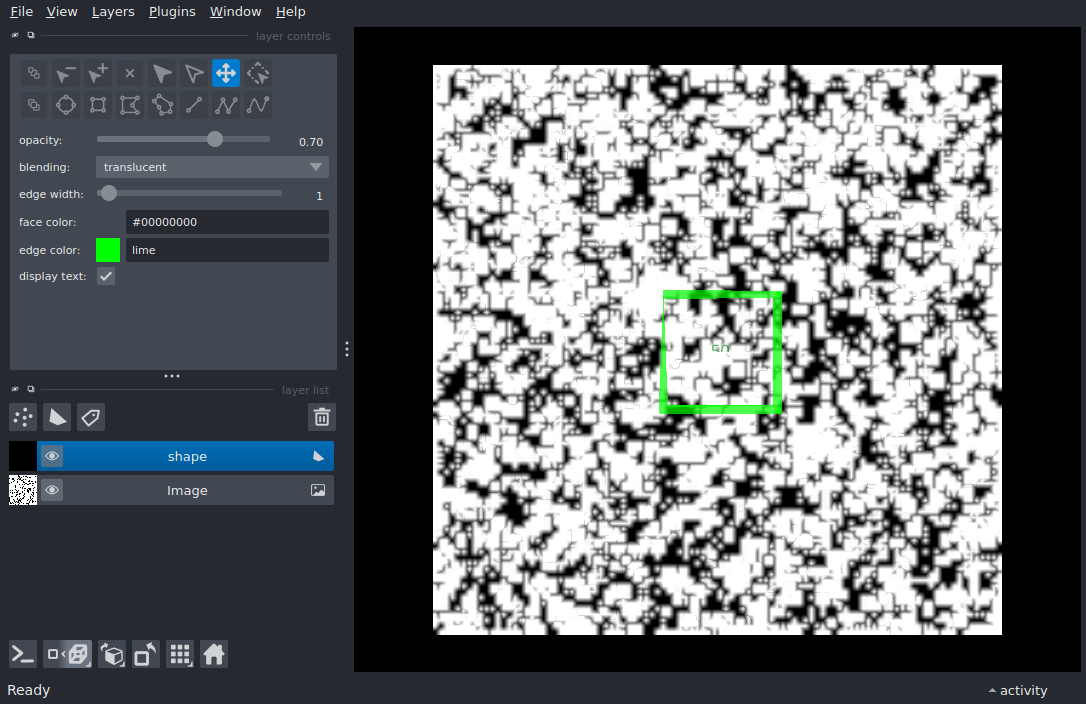 File View Layers Plugins Window Help
layer controls
opacity: 0.70
blending: translucent
edge width: 1
face color: #00000000
edge color: lime
display text:
layer list
shape
Image
Ready
activity